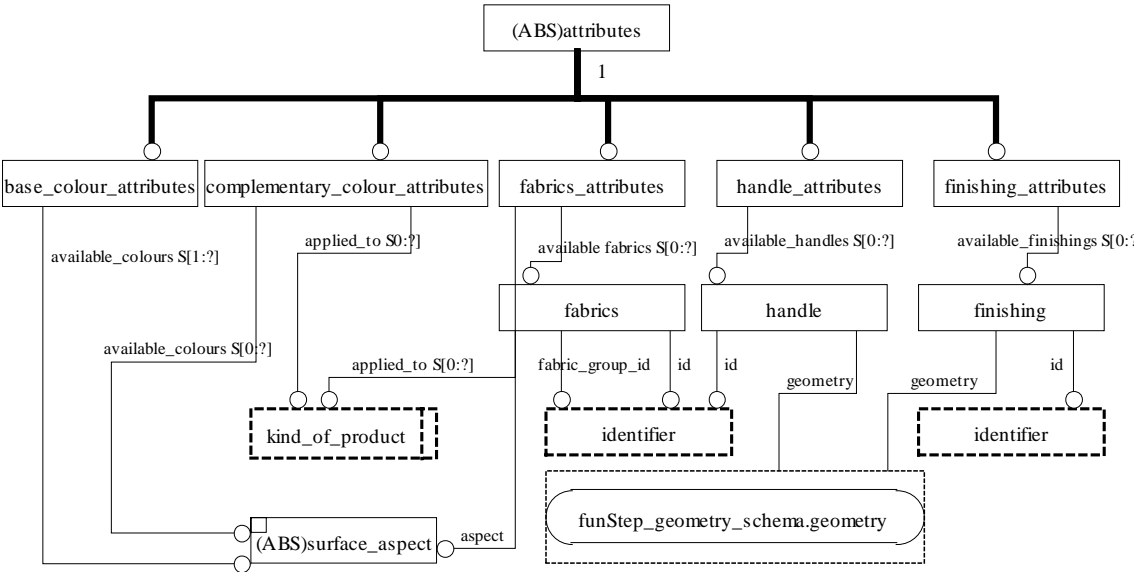 (ABS)attributes
1
base_colour_attributes
complementary_colour_attributes
fabrics_attributes
handle_attributes
finishing_attributes
available_colours S[1:?]
applied_to S0:?]
available fabrics S[0:?]
available_handles S[0:?]
available_finishings S[0:?
fabrics
handle
finishing
available_colours S[0:?]
applied_to S[0:?]
fabric_group_id
id
id
geometry
geometry
id
kind_of_product
identifier
identifier
funStep_geometry_schema.geometry
(ABS)surface_aspect
aspect